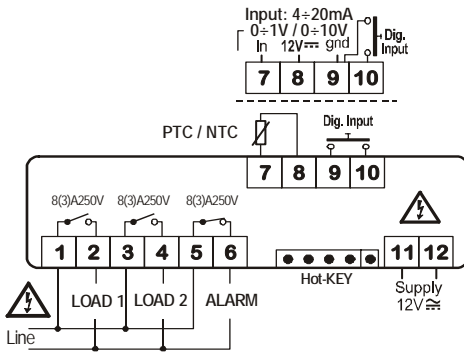 Input: 4÷20mA
0÷1V / 0÷10V
In 12V⎓ gnd
Dig. Input
7 8 9 10
PTC / NTC
Dig. Input
7 8 9 10
8(3)A250V 8(3)A250V 8(3)A250V
1 2 3 4 5 6
Hot-KEY
11 12
LOAD 1 LOAD 2 ALARM
Supply
12V≂
Line